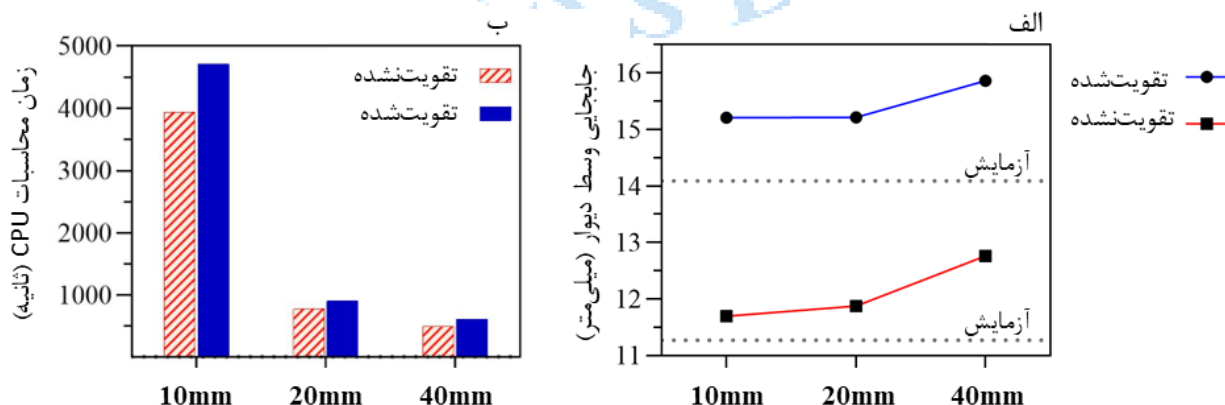 الف
جابجایی وسط دیوار (میلی‌متر)
16
15
14
13
12
11
آزمایش
آزمایش
10mm
20mm
40mm
تقویت‌شده
تقویت‌نشده
ب
زمان محاسبات CPU (ثانیه)
5000
4000
3000
2000
1000
تقویت‌نشده
تقویت‌شده
10mm
20mm
40mm